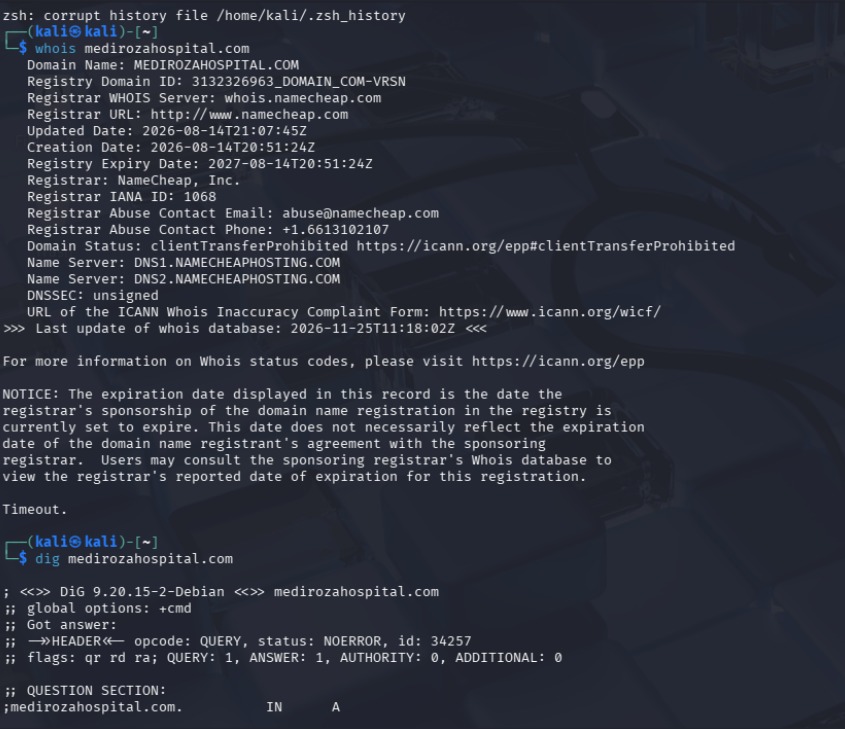 zsh: corrupt history file /home/kali/.zsh_history
┌──(kali㉿kali)-[~]
└─$ whois medirozahospital.com
   Domain Name: MEDIROZAHOSPITAL.COM
   Registry Domain ID: 3132326963_DOMAIN_COM-VRSN
   Registrar WHOIS Server: whois.namecheap.com
   Registrar URL: http://www.namecheap.com
   Updated Date: 2026-08-14T21:07:45Z
   Creation Date: 2026-08-14T20:51:24Z
   Registry Expiry Date: 2027-08-14T20:51:24Z
   Registrar: NameCheap, Inc.
   Registrar IANA ID: 1068
   Registrar Abuse Contact Email: abuse@namecheap.com
   Registrar Abuse Contact Phone: +1.6613102107
   Domain Status: clientTransferProhibited https://icann.org/epp#clientTransferProhibited
   Name Server: DNS1.NAMECHEAPHOSTING.COM
   Name Server: DNS2.NAMECHEAPHOSTING.COM
   DNSSEC: unsigned
   URL of the ICANN Whois Inaccuracy Complaint Form: https://www.icann.org/wicf/
>>> Last update of whois database: 2026-11-25T11:18:02Z <<<

For more information on Whois status codes, please visit https://icann.org/epp

NOTICE: The expiration date displayed in this record is the date the
registrar's sponsorship of the domain name registration in the registry is
currently set to expire. This date does not necessarily reflect the expiration
date of the domain name registrant's agreement with the sponsoring
registrar.  Users may consult the sponsoring registrar's Whois database to
view the registrar's reported date of expiration for this registration.

Timeout.

┌──(kali㉿kali)-[~]
└─$ dig medirozahospital.com

; <<>> DiG 9.20.15-2-Debian <<>> medirozahospital.com
;; global options: +cmd
;; Got answer:
;; ->>HEADER<<- opcode: QUERY, status: NOERROR, id: 34257
;; flags: qr rd ra; QUERY: 1, ANSWER: 1, AUTHORITY: 0, ADDITIONAL: 0

;; QUESTION SECTION:
;medirozahospital.com.          IN      A